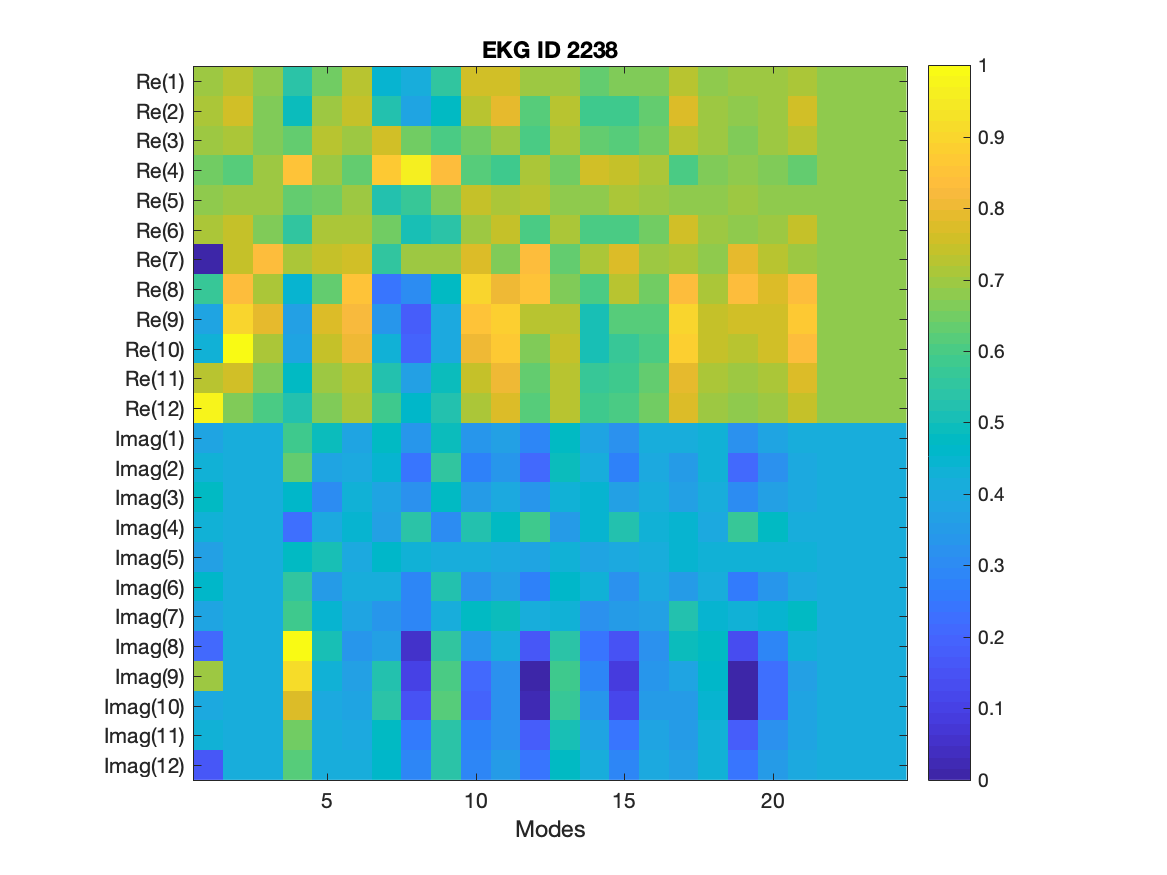 EKG ID 2238
Re(1)
Re(2)
Re(3)
Re(4)
Re(5)
Re(6)
Re(7)
Re(8)
Re(9)
Re(10)
Re(11)
Re(12)
Imag(1)
Imag(2)
Imag(3)
Imag(4)
Imag(5)
Imag(6)
Imag(7)
Imag(8)
Imag(9)
Imag(10)
Imag(11)
Imag(12)
5 10 15 20
Modes
1
0.9
0.8
0.7
0.6
0.5
0.4
0.3
0.2
0.1
0